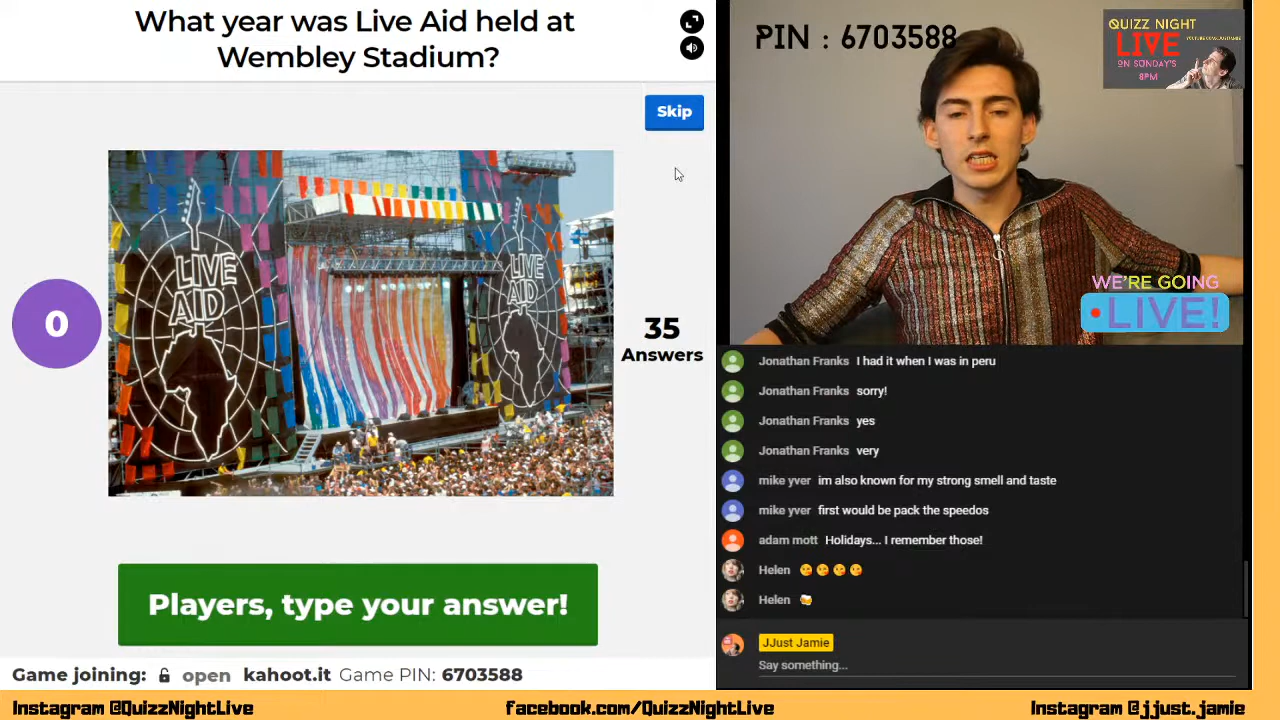 What year was Live Aid held at
Wembley Stadium?
Skip
LIVE
AID
LIVE
AID
0
35
Answers
Players, type your answer!
Game joining: open kahoot.it Game PIN: 6703588
PIN : 6703588
QUIZZ NIGHT
LIVE
ON SUNDAY'S
8PM
WE'RE GOING
LIVE!
Jonathan Franks I had it when I was in peru
Jonathan Franks sorry!
Jonathan Franks yes
Jonathan Franks very
mike yver im also known for my strong smell and taste
mike yver first would be pack the speedos
adam mott Holidays... I remember those!
Helen 😘 😘 😘 😘
Helen 🍻
JJust Jamie
Say something...
Instagram @QuizzNightLive facebook.com/QuizzNightLive Instagram @jjust.jamie